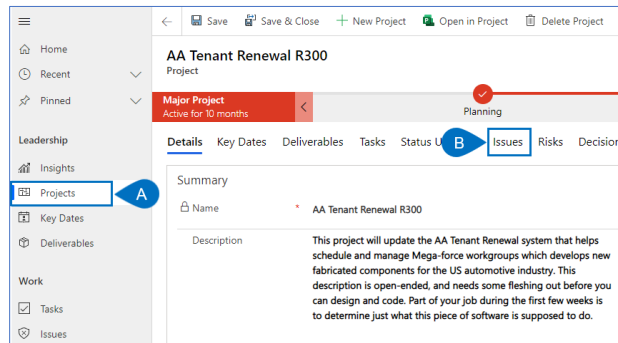 Save
Save & Close
New Project
Open in Project
Delete Project
Home
Recent
Pinned
Leadership
Insights
Projects
A
Key Dates
Deliverables
Work
Tasks
Issues
AA Tenant Renewal R300
Project
Major Project
Active for 10 months
Planning
Details Key Dates Deliverables Tasks Status U B Issues Risks Decision
Summary
Name * AA Tenant Renewal R300
Description
This project will update the AA Tenant Renewal system that helps
schedule and manage Mega-force workgroups which develops new
fabricated components for the US automotive industry. This
description is open-ended, and needs some fleshing out before you
can design and code. Part of your job during the first few weeks is
to determine just what this piece of software is supposed to do.